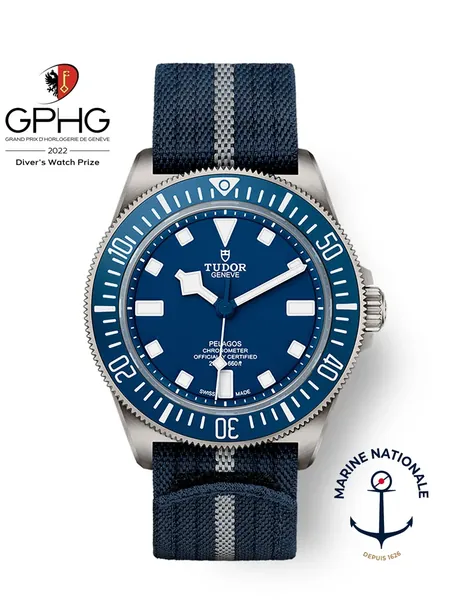 GPHG
GRAND PRIX D'HORLOGERIE DE GENÈVE
2022
Diver's Watch Prize
50
40
30
20
10
TUDOR
GENEVE
PELAGOS
CHRONOMETER
OFFICIALLY CERTIFIED
660ft
SWISS MADE
MARINE NATIONALE
DEPUIS 1626